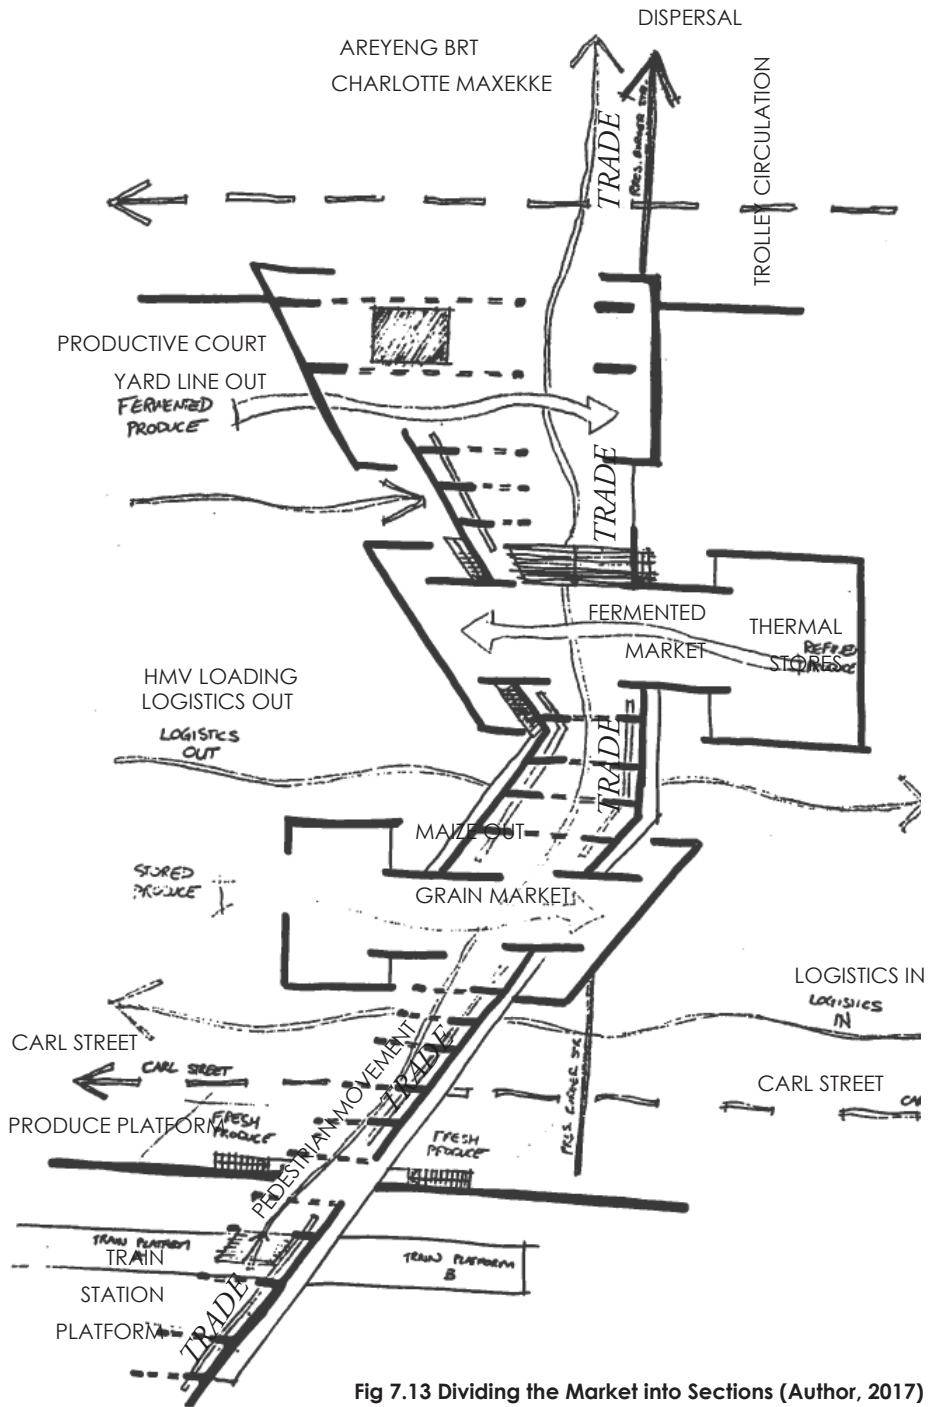 DISPERSAL
AREYENG BRT
CHARLOTTE MAXEKKE
TROLLEY CIRCULATION
TRADE
PRODUCTIVE COURT
YARD LINE OUT
FERMENTED
PRODUCE
TRADE
FERMENTED
MARKET
THERMAL
STORES
REFINED
PRODUCE
HMV LOADING
LOGISTICS OUT
LOGISTICS
OUT
TRADE
MAIZE OUT
STORED
PRODUCE
GRAIN MARKET
LOGISTICS IN
LOGISTICS
IN
CARL STREET
CARL STREET
CARL STREET
PRODUCE PLATFORM
FRESH
PRODUCE
PEDESTRIAN MOVEMENT
TRADE
FRESH
PRODUCE
TRAIN PLATFORM
TRAIN
STATION
PLATFORM
TRAIN PLATFORM
B
TRADE
Fig 7.13 Dividing the Market into Sections (Author, 2017)